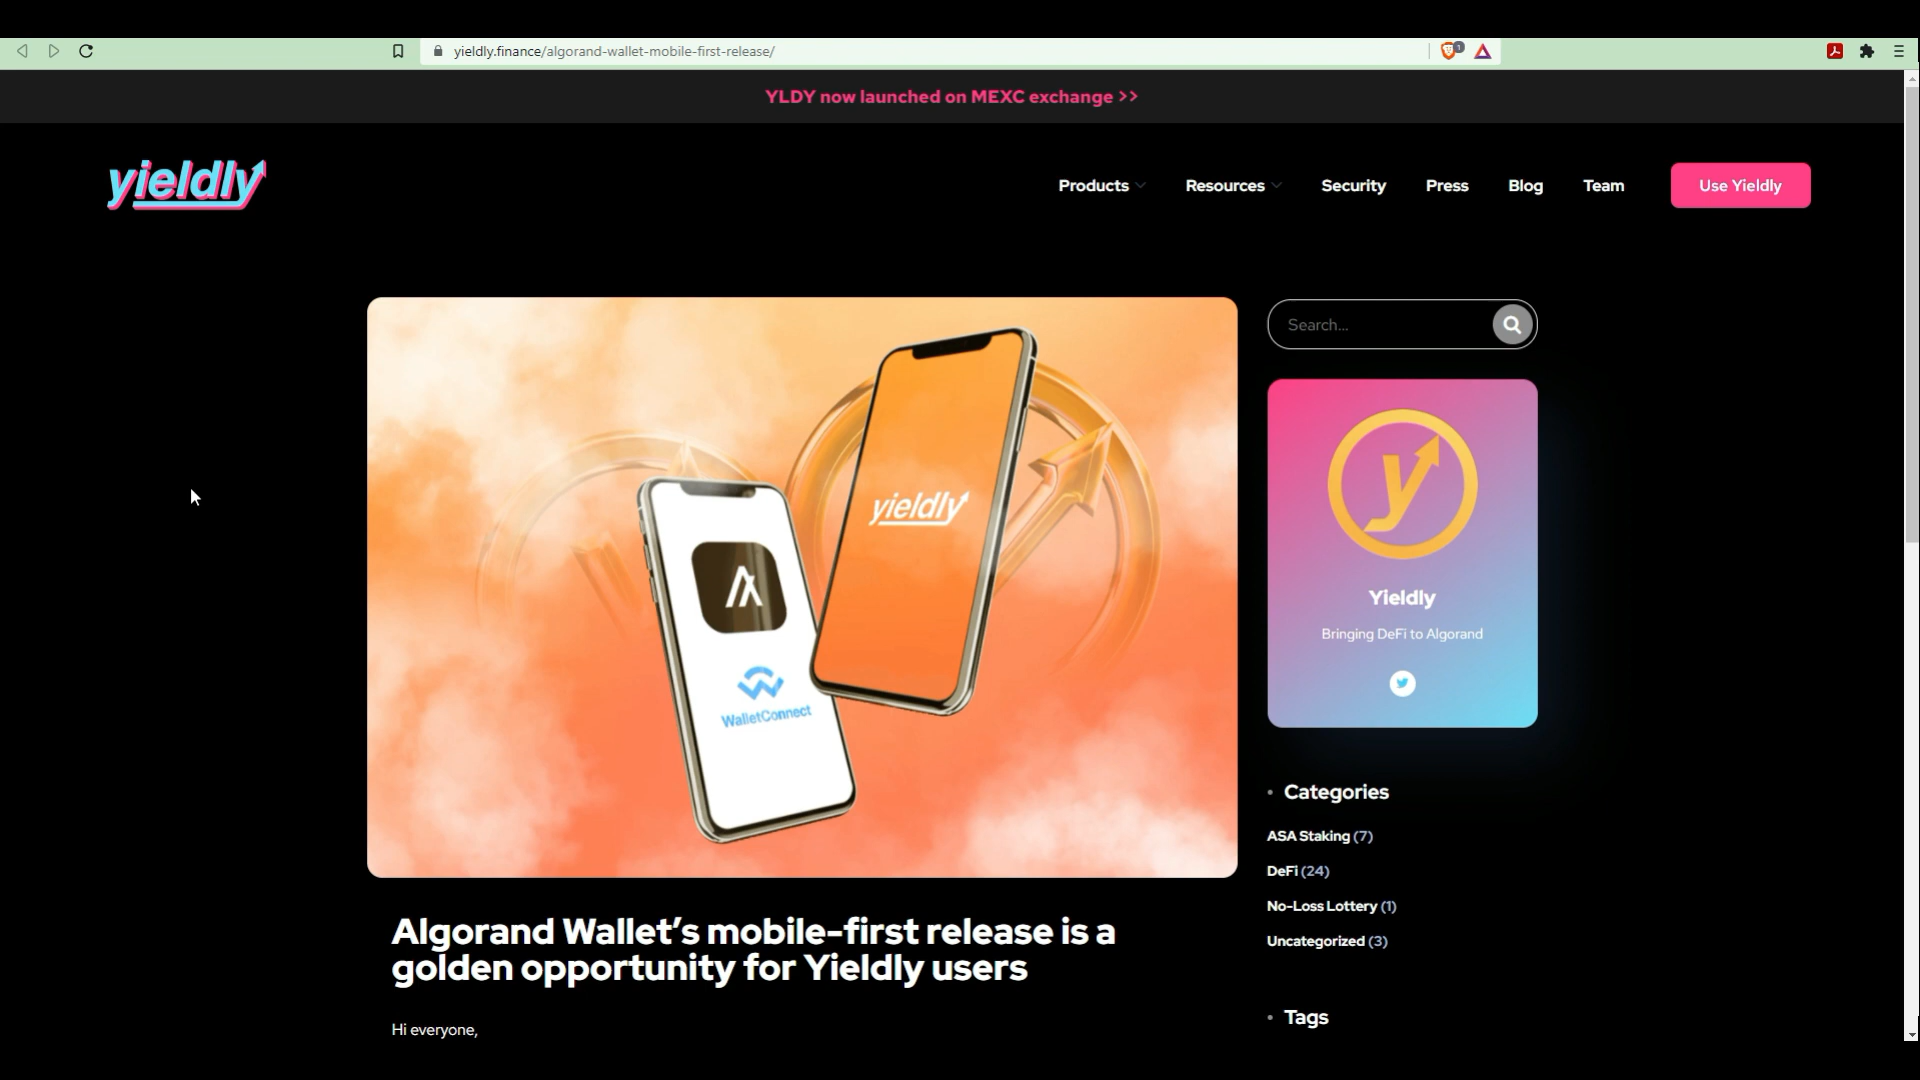 yieldly.finance/algorand-wallet-mobile-first-release/
1
YLDY now launched on MEXC exchange >>
yieldly
Products
Resources
Security
Press
Blog
Team
Use Yieldly
yieldly
WalletConnect
Search...
y
Yieldly
Bringing DeFi to Algorand
Categories
ASA Staking (7)
DeFi (24)
No-Loss Lottery (1)
Uncategorized (3)
Tags
Algorand Wallet’s mobile-first release is a
golden opportunity for Yieldly users
Hi everyone,